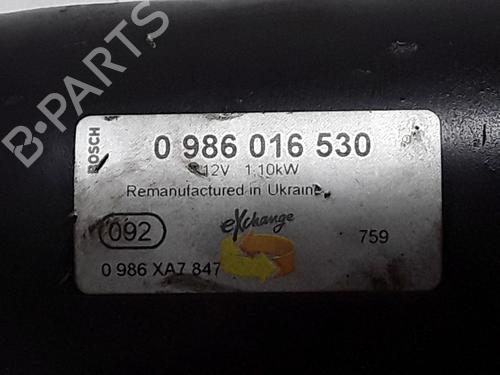 B-PARTS
BOSCH
0 986 016 530
12V 1.10kW
Remanufactured in Ukraine
092
eXchange
759
0 986 XA7 847